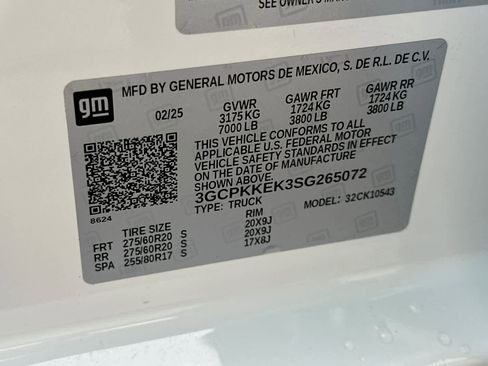 SEE OWNER'S MAN
gm
MFD BY GENERAL MOTORS DE MEXICO, S. DE R.L. DE C.V.
02/25 GVWR GAWR FRT GAWR RR
3175 KG 1724 KG 1724 KG
7000 LB 3800 LB 3800 LB
THIS VEHICLE CONFORMS TO ALL
APPLICABLE U.S. FEDERAL MOTOR
VEHICLE SAFETY STANDARDS IN EFFECT
ON THE DATE OF MANUFACTURE
3GCPKKEK3SG265072
TYPE: TRUCK MODEL: 32CK10543
8624
TIRE SIZE RIM
FRT 275/60R20 S 20X9J
RR 275/60R20 S 20X9J
SPA 255/80R17 S 17X8J